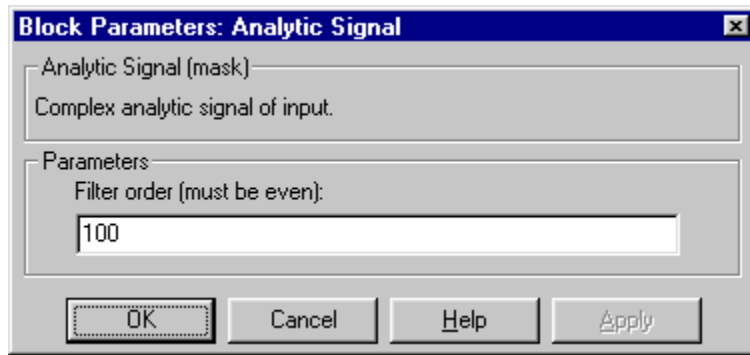 Block Parameters: Analytic Signal
Analytic Signal (mask)
Complex analytic signal of input.
Parameters
Filter order (must be even):
100
OK Cancel Help Apply